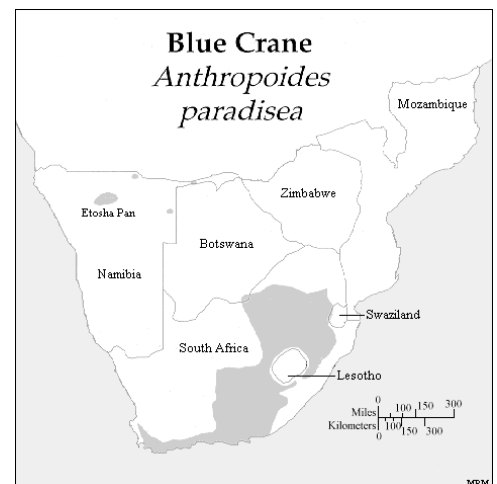 Blue Crane
Anthropoides
paradisea
Mozambique
Zimbabwe
Etosha Pan
Botswana
Namibia
Swaziland
South Africa
Lesotho
0 100 150 300
Miles
Kilometers
0 100 150 300
MRM